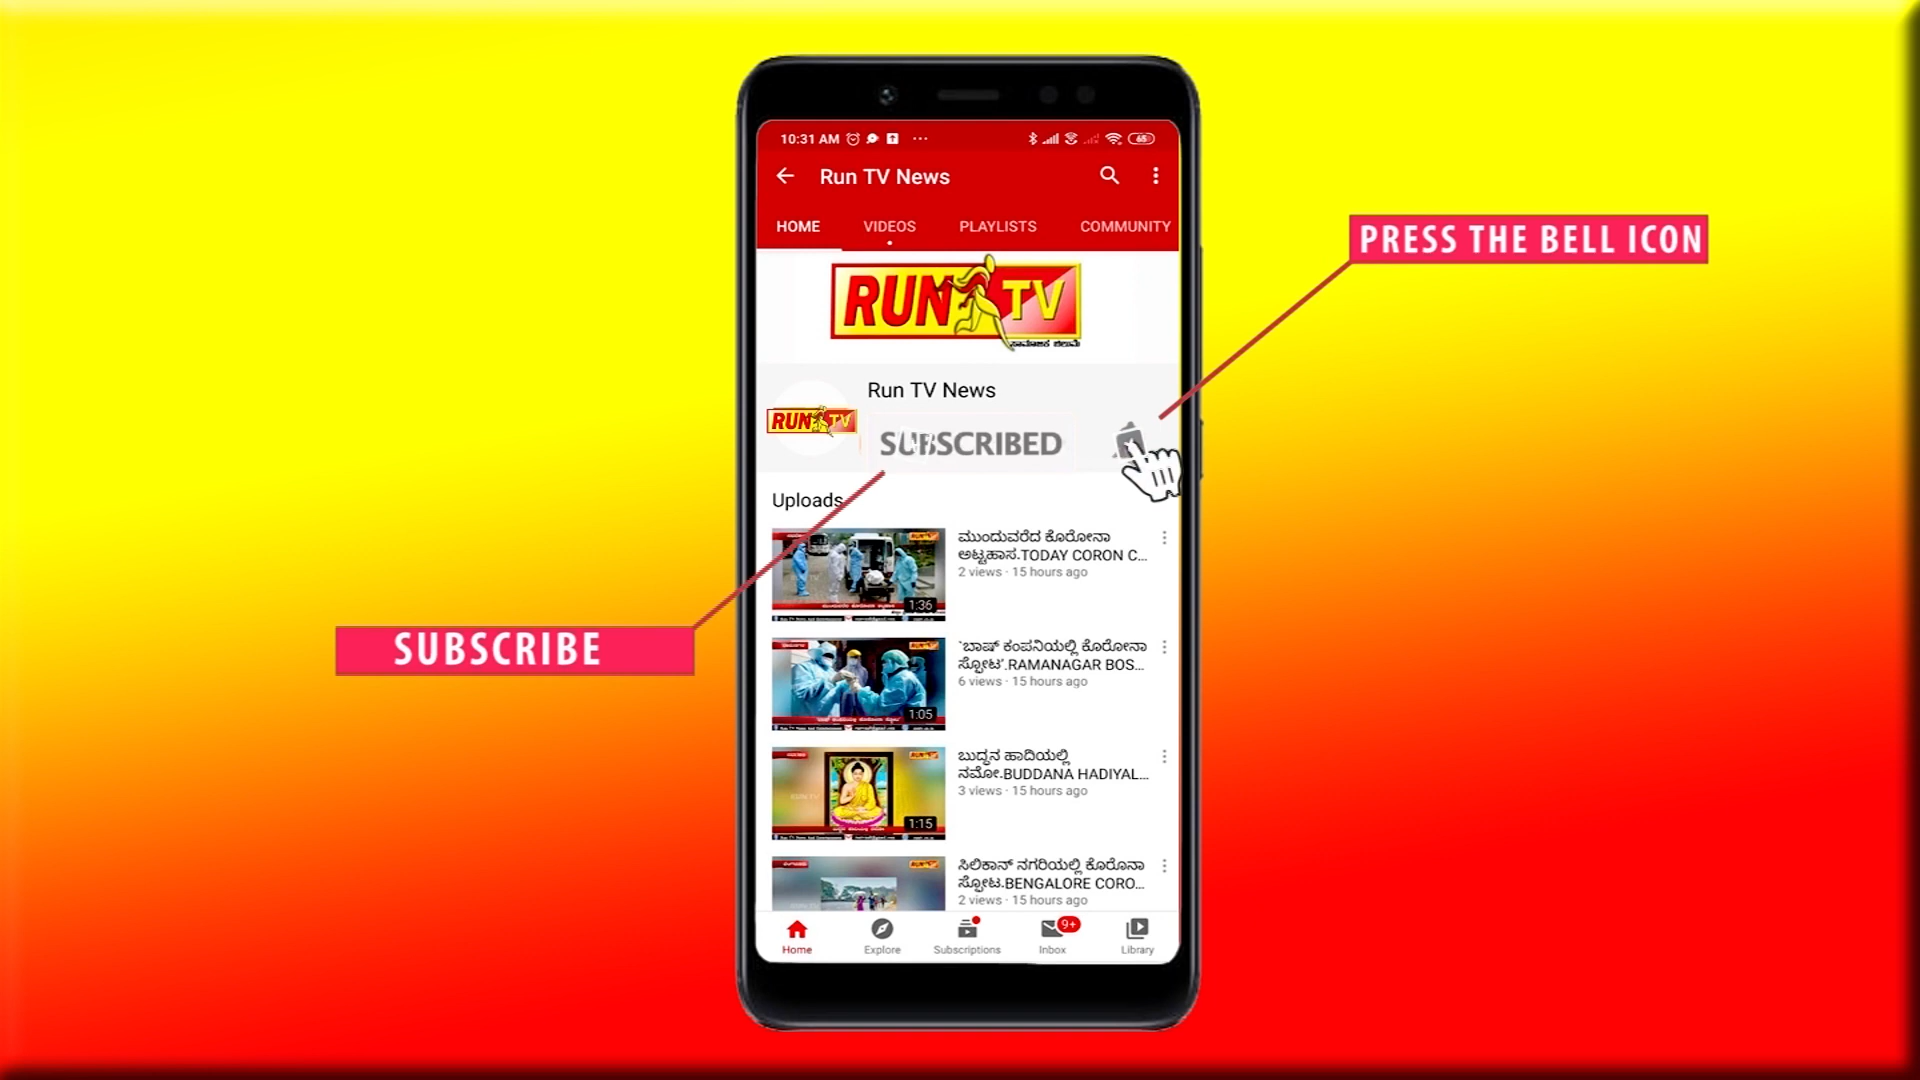 10:31 AM
65
Run TV News
HOME VIDEOS PLAYLISTS COMMUNITY
PRESS THE BELL ICON
RUN TV
Run TV News
RUN TV
SUBSCRIBED
Uploads
ಮುಂದುವರೆದ ಕೊರೋನಾ
ಅಟ್ಟಹಾಸ.TODAY CORON C...
2 views · 15 hours ago
1:36
SUBSCRIBE
`ಬಾಷ್ ಕಂಪನಿಯಲ್ಲಿ ಕೊರೋನಾ
ಸ್ಪೋಟ'.RAMANAGAR BOS...
6 views · 15 hours ago
1:05
ಬುದ್ಧನ ಹಾದಿಯಲ್ಲಿ
ನಮೋ.BUDDANA HADIYAL...
3 views · 15 hours ago
1:15
ಸಿಲಿಕಾನ್ ನಗರಿಯಲ್ಲಿ ಕೊರೊನಾ
ಸ್ಪೋಟ.BENGALORE CORO...
2 views · 15 hours ago
9+
Home Explore Subscriptions Inbox Library